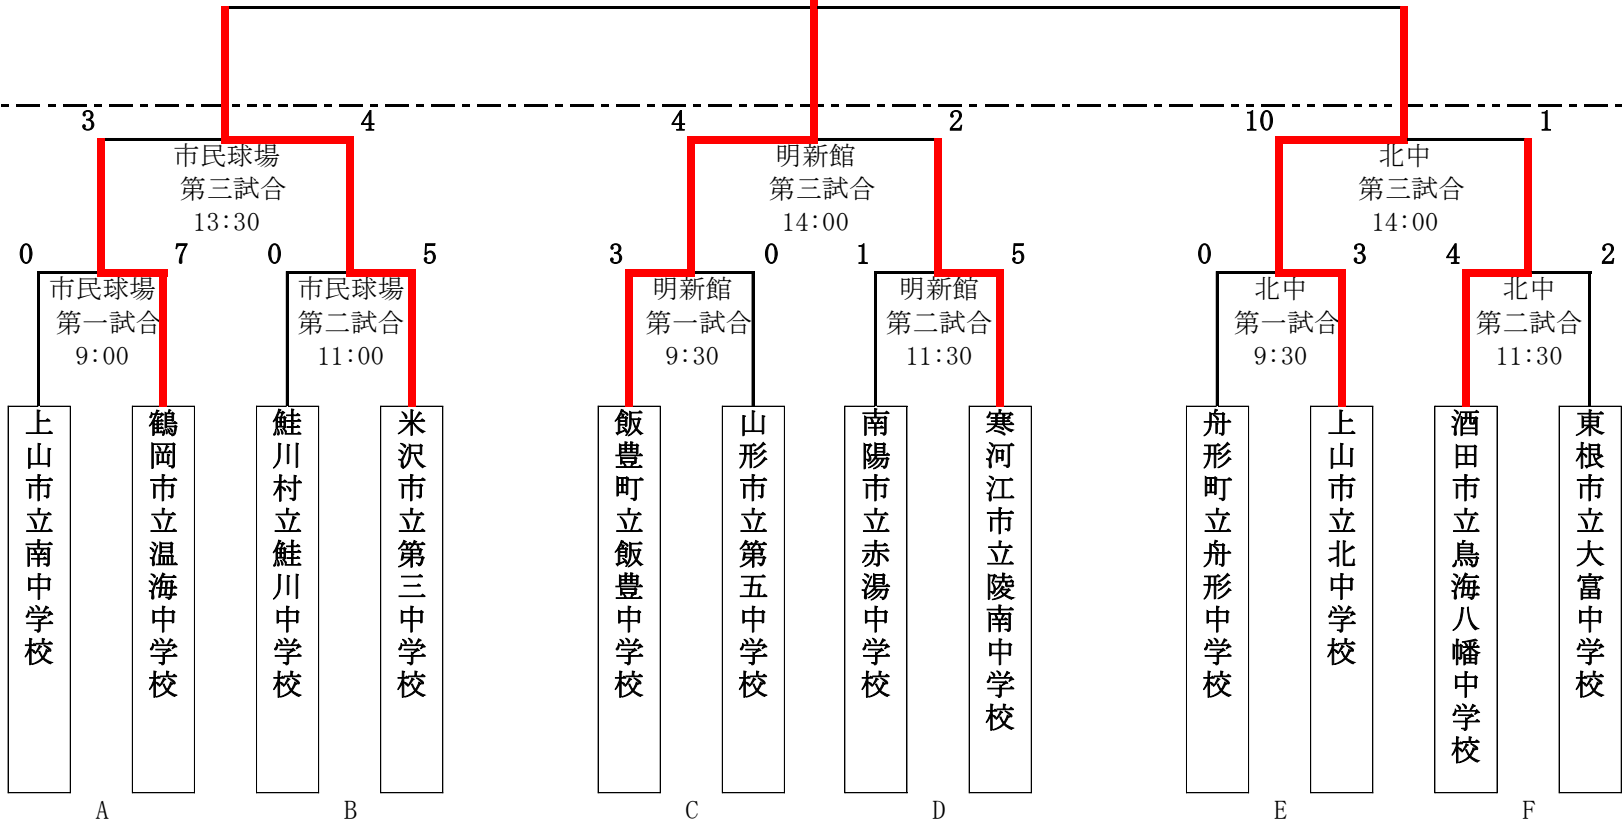 3 4 4 2 10 1
市民球場
第三試合
13:30
明新館
第三試合
14:00
北中
第三試合
14:00
0 7 0 5 3 0 1 5 0 3 4 2
市民球場
第一試合
9:00
市民球場
第二試合
11:00
明新館
第一試合
9:30
明新館
第二試合
11:30
北中
第一試合
9:30
北中
第二試合
11:30
上山市立南中学校
鶴岡市立温海中学校
鮭川村立鮭川中学校
米沢市立第三中学校
飯豊町立飯豊中学校
山形市立第五中学校
南陽市立赤湯中学校
寒河江市立陵南中学校
舟形町立舟形中学校
上山市立北中学校
酒田市立鳥海八幡中学校
東根市立大富中学校
A B C D E F